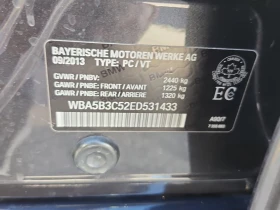 BAYERISCHE MOTOREN WERKE AG
09/2013 TYPE: PC / VT
GVWR / PNBV: 2440 kg
GAWR / PNBE: FRONT / AVANT 1225 kg
GAWR / PNBE: REAR / ARRIERE 1320 kg
WBA5B3C52ED531433
EC